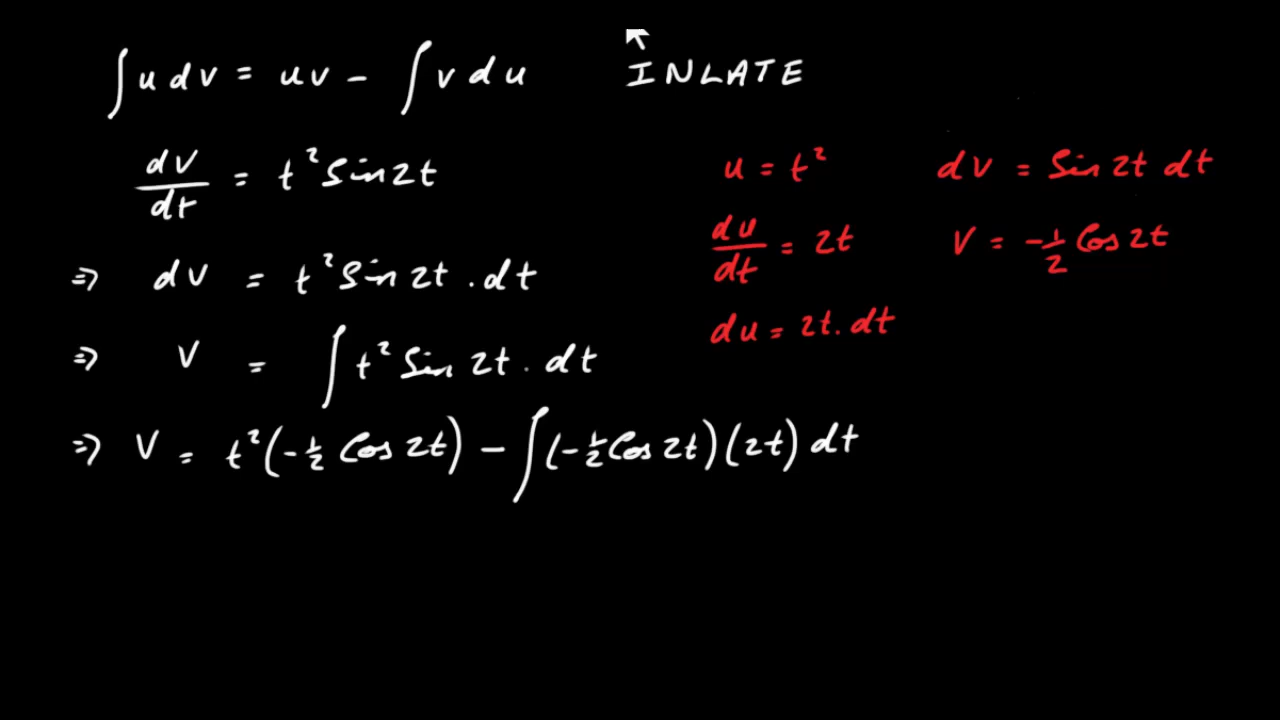 ∫ u dv = uv - ∫ v du INLATE
dv/dt = t² Sin2t
u = t² dv = Sin 2t dt
du/dt = 2t V = -1/2 Cos 2t
⇒ dv = t² Sin 2t . dt
du = 2t. dt
⇒ V = ∫ t² Sin 2t . dt
⇒ V = t²(-1/2 Cos 2t) - ∫(-1/2 Cos 2t)(2t) dt